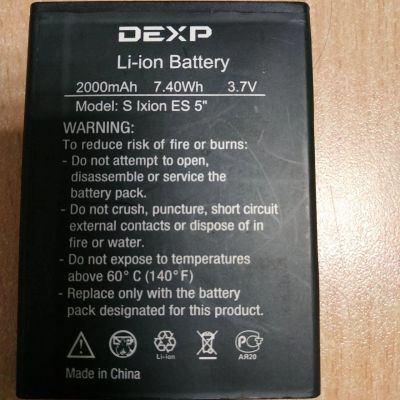 DEXP
Li-ion Battery
2000mAh 7.40Wh 3.7V
Model: S Ixion ES 5"
WARNING:
To reduce risk of fire or burns:
- Do not attempt to open,
disassemble or service the
battery pack.
- Do not crush, puncture, short circuit
external contacts or dispose of in
fire or water.
- Do not expose to temperatures
above 60° C (140°F)
- Replace only with the battery
pack designated for this product.
Li-ion
АЯ20
Made in China